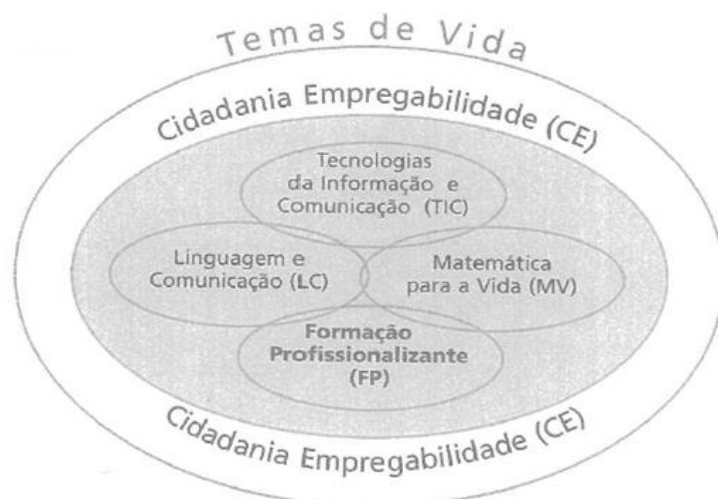 Temas de Vida
Cidadania Empregabilidade (CE)
Tecnologias
da Informação e
Comunicação (TIC)
Linguagem e
Comunicação (LC)
Matemática
para a Vida (MV)
Formação
Profissionalizante
(FP)
Cidadania Empregabilidade (CE)